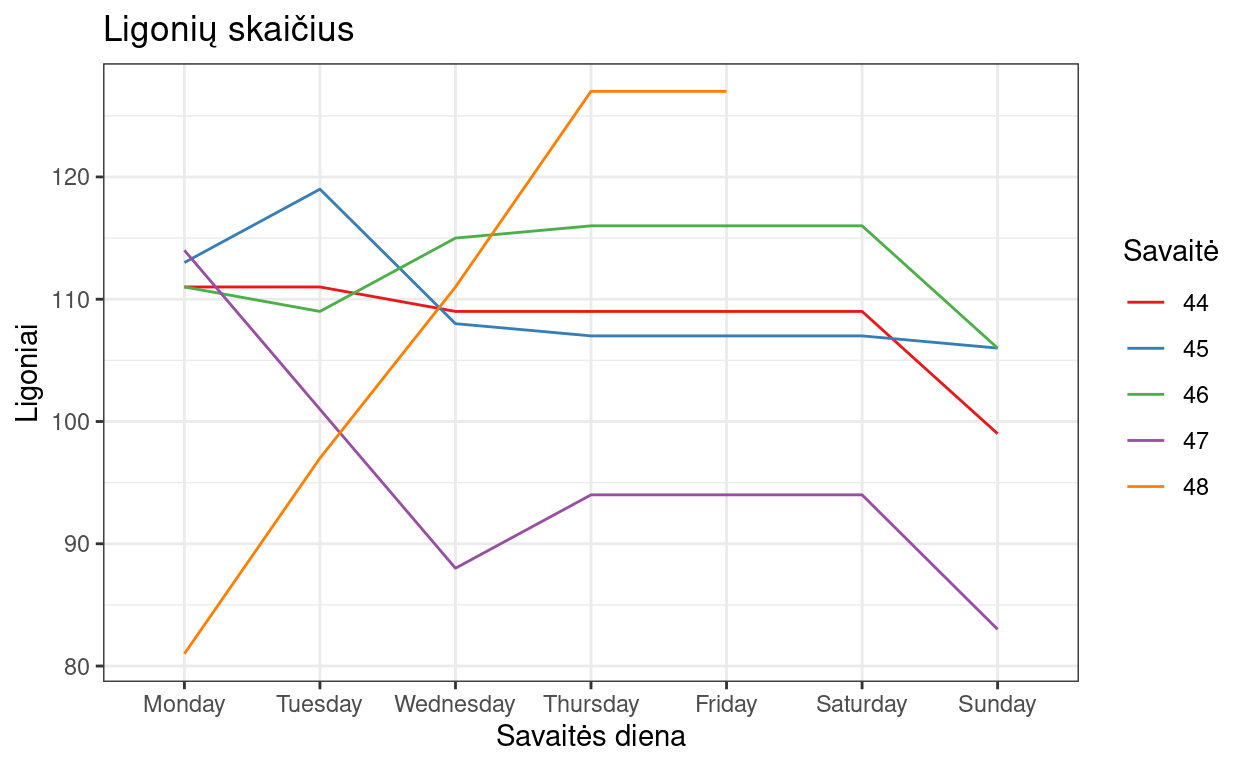 Ligonių skaičius
Ligoniai
120
110
100
90
80
Monday Tuesday Wednesday Thursday Friday Saturday Sunday
Savaitės diena
Savaitė
44
45
46
47
48